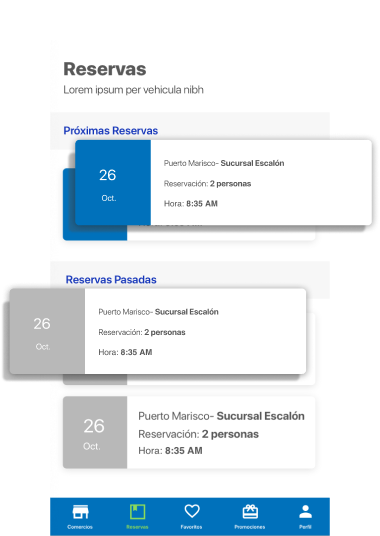 Reservas
Lorem ipsum per vehicula nibh
Próximas Reservas
26
Oct.
Puerto Marisco- Sucursal Escalón
Reservación: 2 personas
Hora: 8:35 AM
Reservas Pasadas
26
Oct.
Puerto Marisco- Sucursal Escalón
Reservación: 2 personas
Hora: 8:35 AM
26
Oct.
Puerto Marisco- Sucursal Escalón
Reservación: 2 personas
Hora: 8:35 AM
Comercios Reservas Favoritos Promociones Perfil